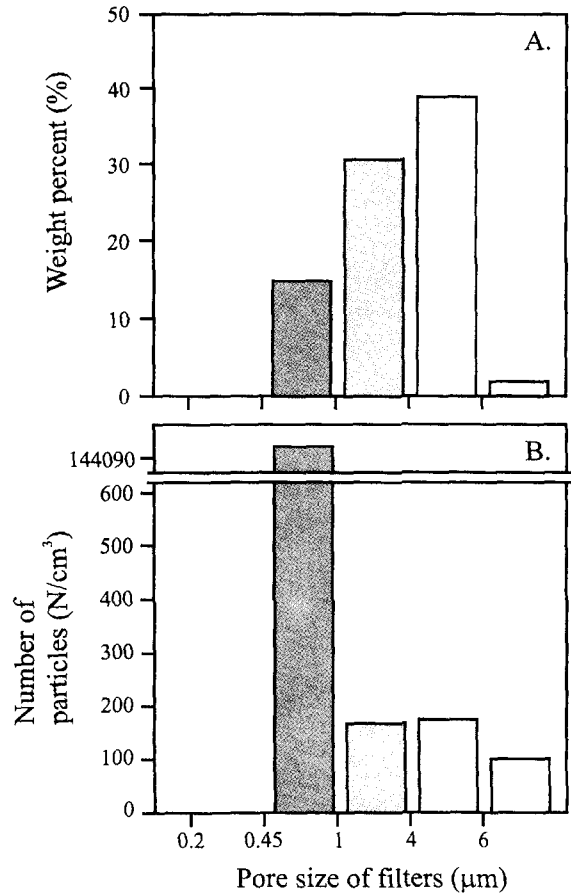 A.
Weight percent (%)
50
40
30
20
10
0
B.
Number of
particles (N/cm³)
144090
600
500
400
300
200
100
0
0.2 0.45 1 4 6
Pore size of filters (µm)